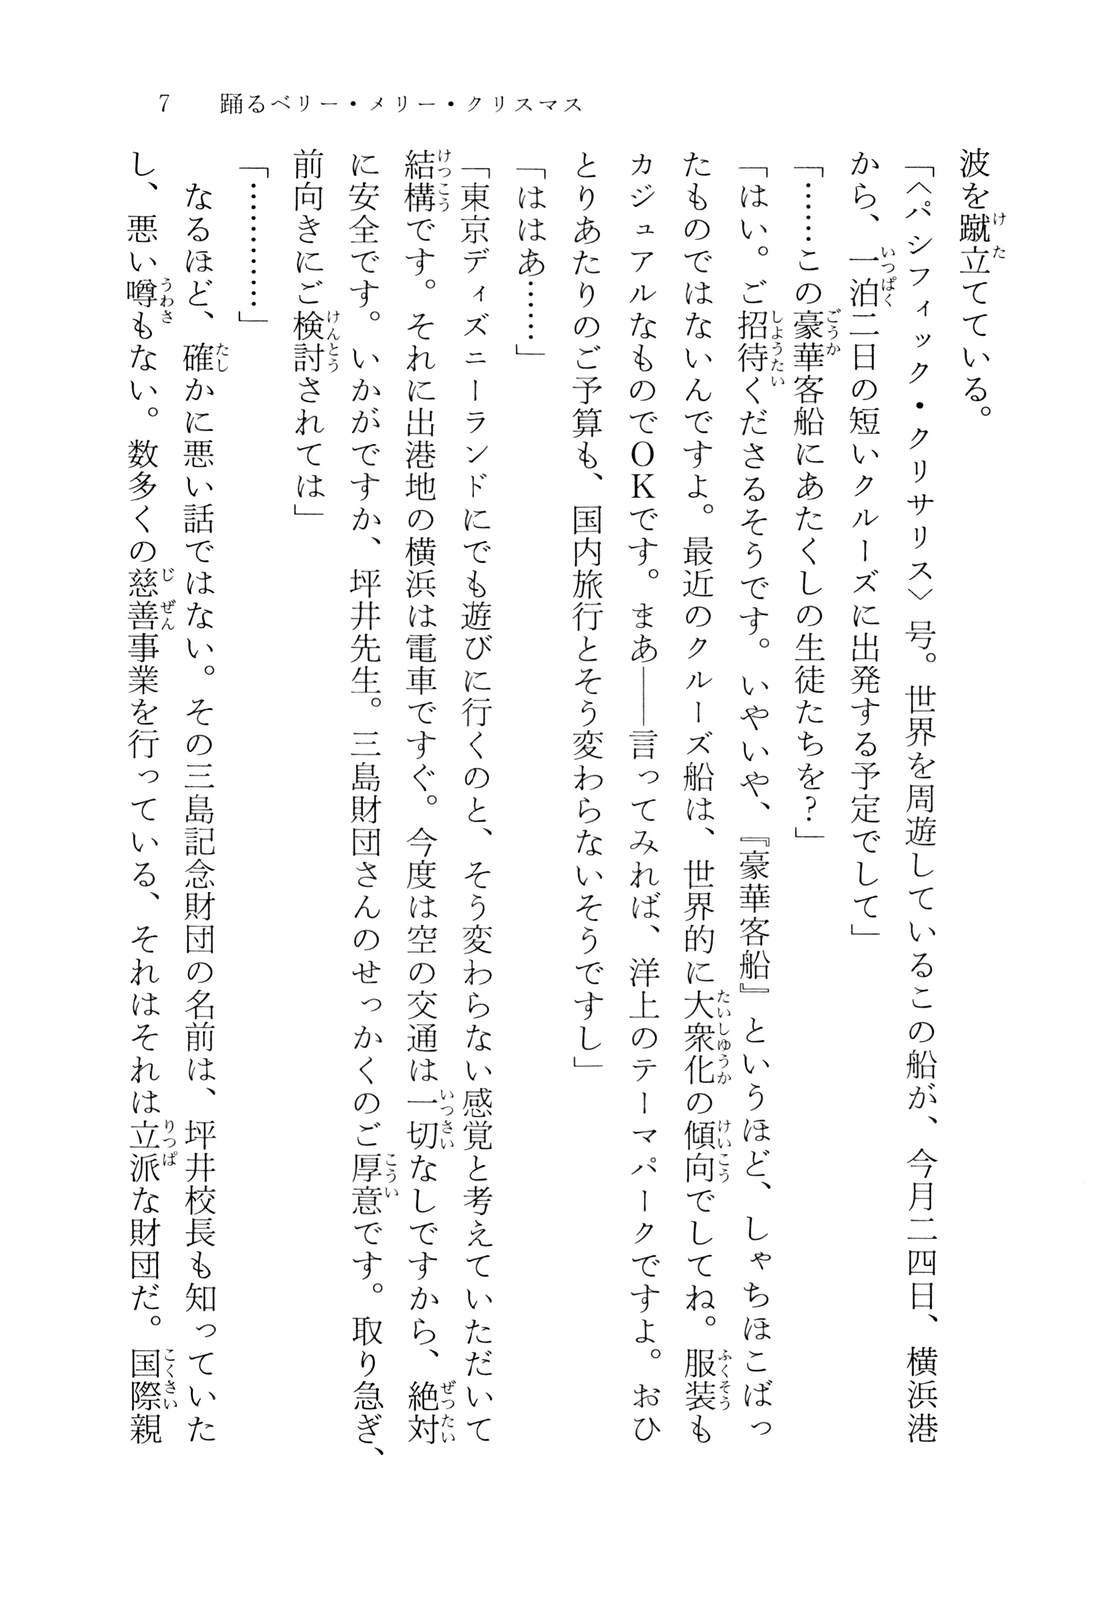 7　踊るベリー・メリー・クリスマス
波を蹴立てている。
「〈パシフィック・クリサリス〉号。世界を周遊しているこの船が、今月二四日、横浜港
から、一泊二日の短いクルーズに出発する予定でして」
「……この豪華客船にあたくしの生徒たちを？」
「はい。ご招待くださるそうです。いやいや、『豪華客船』というほど、しゃちほこばっ
たものではないんですよ。最近のクルーズ船は、世界的に大衆化の傾向でしてね。服装も
カジュアルなものでOKです。まあ――言ってみれば、洋上のテーマパークですよ。おひ
とりあたりのご予算も、国内旅行とそう変わらないそうですし」
「ははあ……」
「東京ディズニーランドにでも遊びに行くのと、そう変わらない感覚と考えていただいて
結構です。それに出港地の横浜は電車ですぐ。今度は空の交通は一切なしですから、絶対
に安全です。いかがですか、坪井先生。三島財団さんのせっかくのご厚意です。取り急ぎ、
前向きにご検討されては」
「…………」
　なるほど、確かに悪い話ではない。その三島記念財団の名前は、坪井校長も知っていた
し、悪い噂もない。数多くの慈善事業を行っている、それはそれは立派な財団だ。国際親